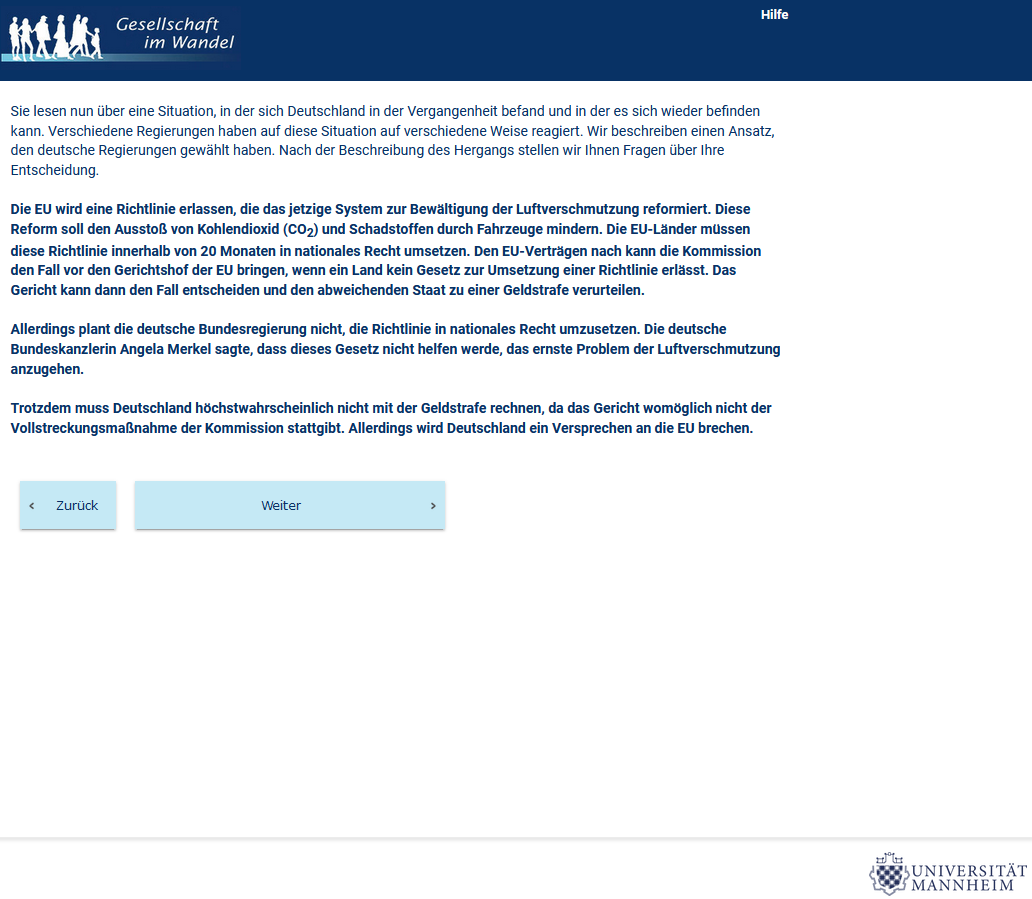 Gesellschaft
im Wandel
Hilfe
Sie lesen nun über eine Situation, in der sich Deutschland in der Vergangenheit befand und in der es sich wieder befinden
kann. Verschiedene Regierungen haben auf diese Situation auf verschiedene Weise reagiert. Wir beschreiben einen Ansatz,
den deutsche Regierungen gewählt haben. Nach der Beschreibung des Hergangs stellen wir Ihnen Fragen über Ihre
Entscheidung.
Die EU wird eine Richtlinie erlassen, die das jetzige System zur Bewältigung der Luftverschmutzung reformiert. Diese
Reform soll den Ausstoß von Kohlendioxid (CO2) und Schadstoffen durch Fahrzeuge mindern. Die EU-Länder müssen
diese Richtlinie innerhalb von 20 Monaten in nationales Recht umsetzen. Den EU-Verträgen nach kann die Kommission
den Fall vor den Gerichtshof der EU bringen, wenn ein Land kein Gesetz zur Umsetzung einer Richtlinie erlässt. Das
Gericht kann dann den Fall entscheiden und den abweichenden Staat zu einer Geldstrafe verurteilen.
Allerdings plant die deutsche Bundesregierung nicht, die Richtlinie in nationales Recht umzusetzen. Die deutsche
Bundeskanzlerin Angela Merkel sagte, dass dieses Gesetz nicht helfen werde, das ernste Problem der Luftverschmutzung
anzugehen.
Trotzdem muss Deutschland höchstwahrscheinlich nicht mit der Geldstrafe rechnen, da das Gericht womöglich nicht der
Vollstreckungsmaßnahme der Kommission stattgibt. Allerdings wird Deutschland ein Versprechen an die EU brechen.
‹ Zurück
Weiter ›
UNIVERSITÄT
MANNHEIM